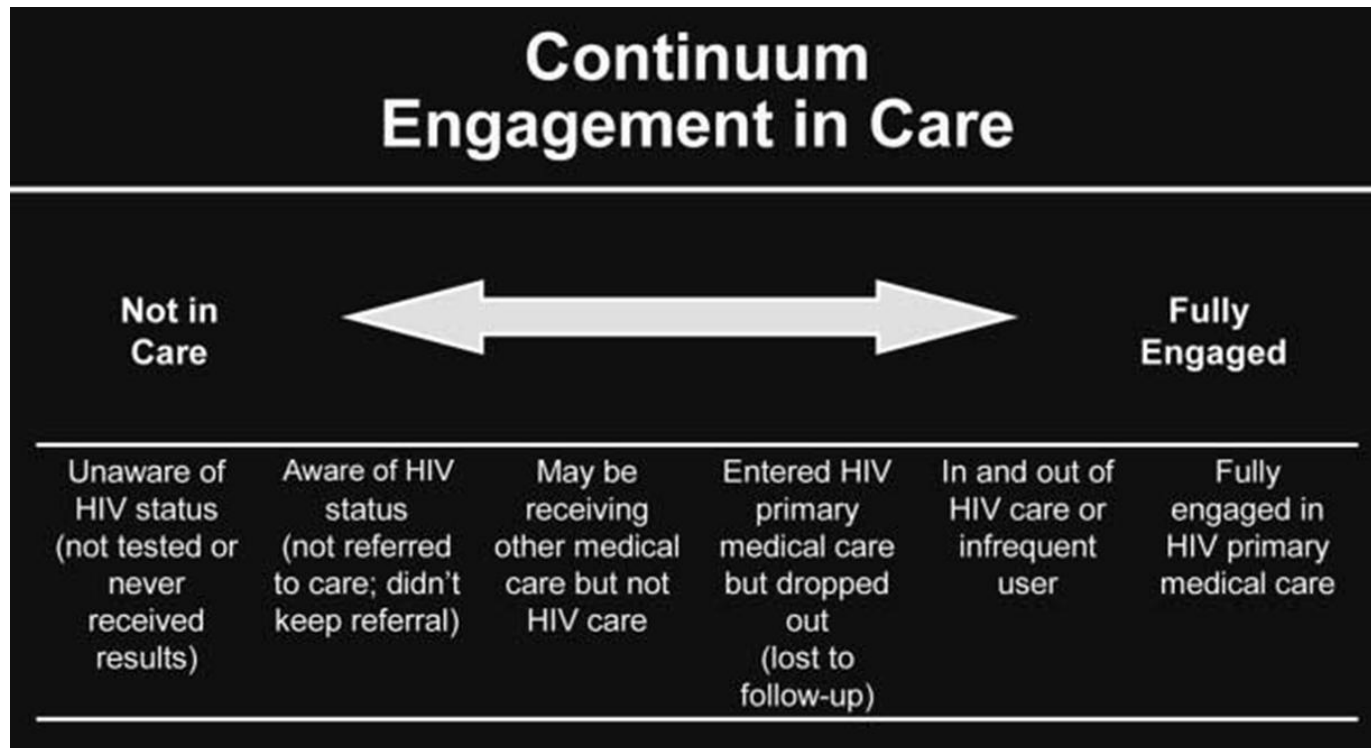 Continuum
Engagement in Care
Not in
Care
Fully
Engaged
Unaware of
HIV status
(not tested or
never
received
results)
Aware of HIV
status
(not referred
to care; didn't
keep referral)
May be
receiving
other medical
care but not
HIV care
Entered HIV
primary
medical care
but dropped
out
(lost to
follow-up)
In and out of
HIV care or
infrequent
user
Fully
engaged in
HIV primary
medical care